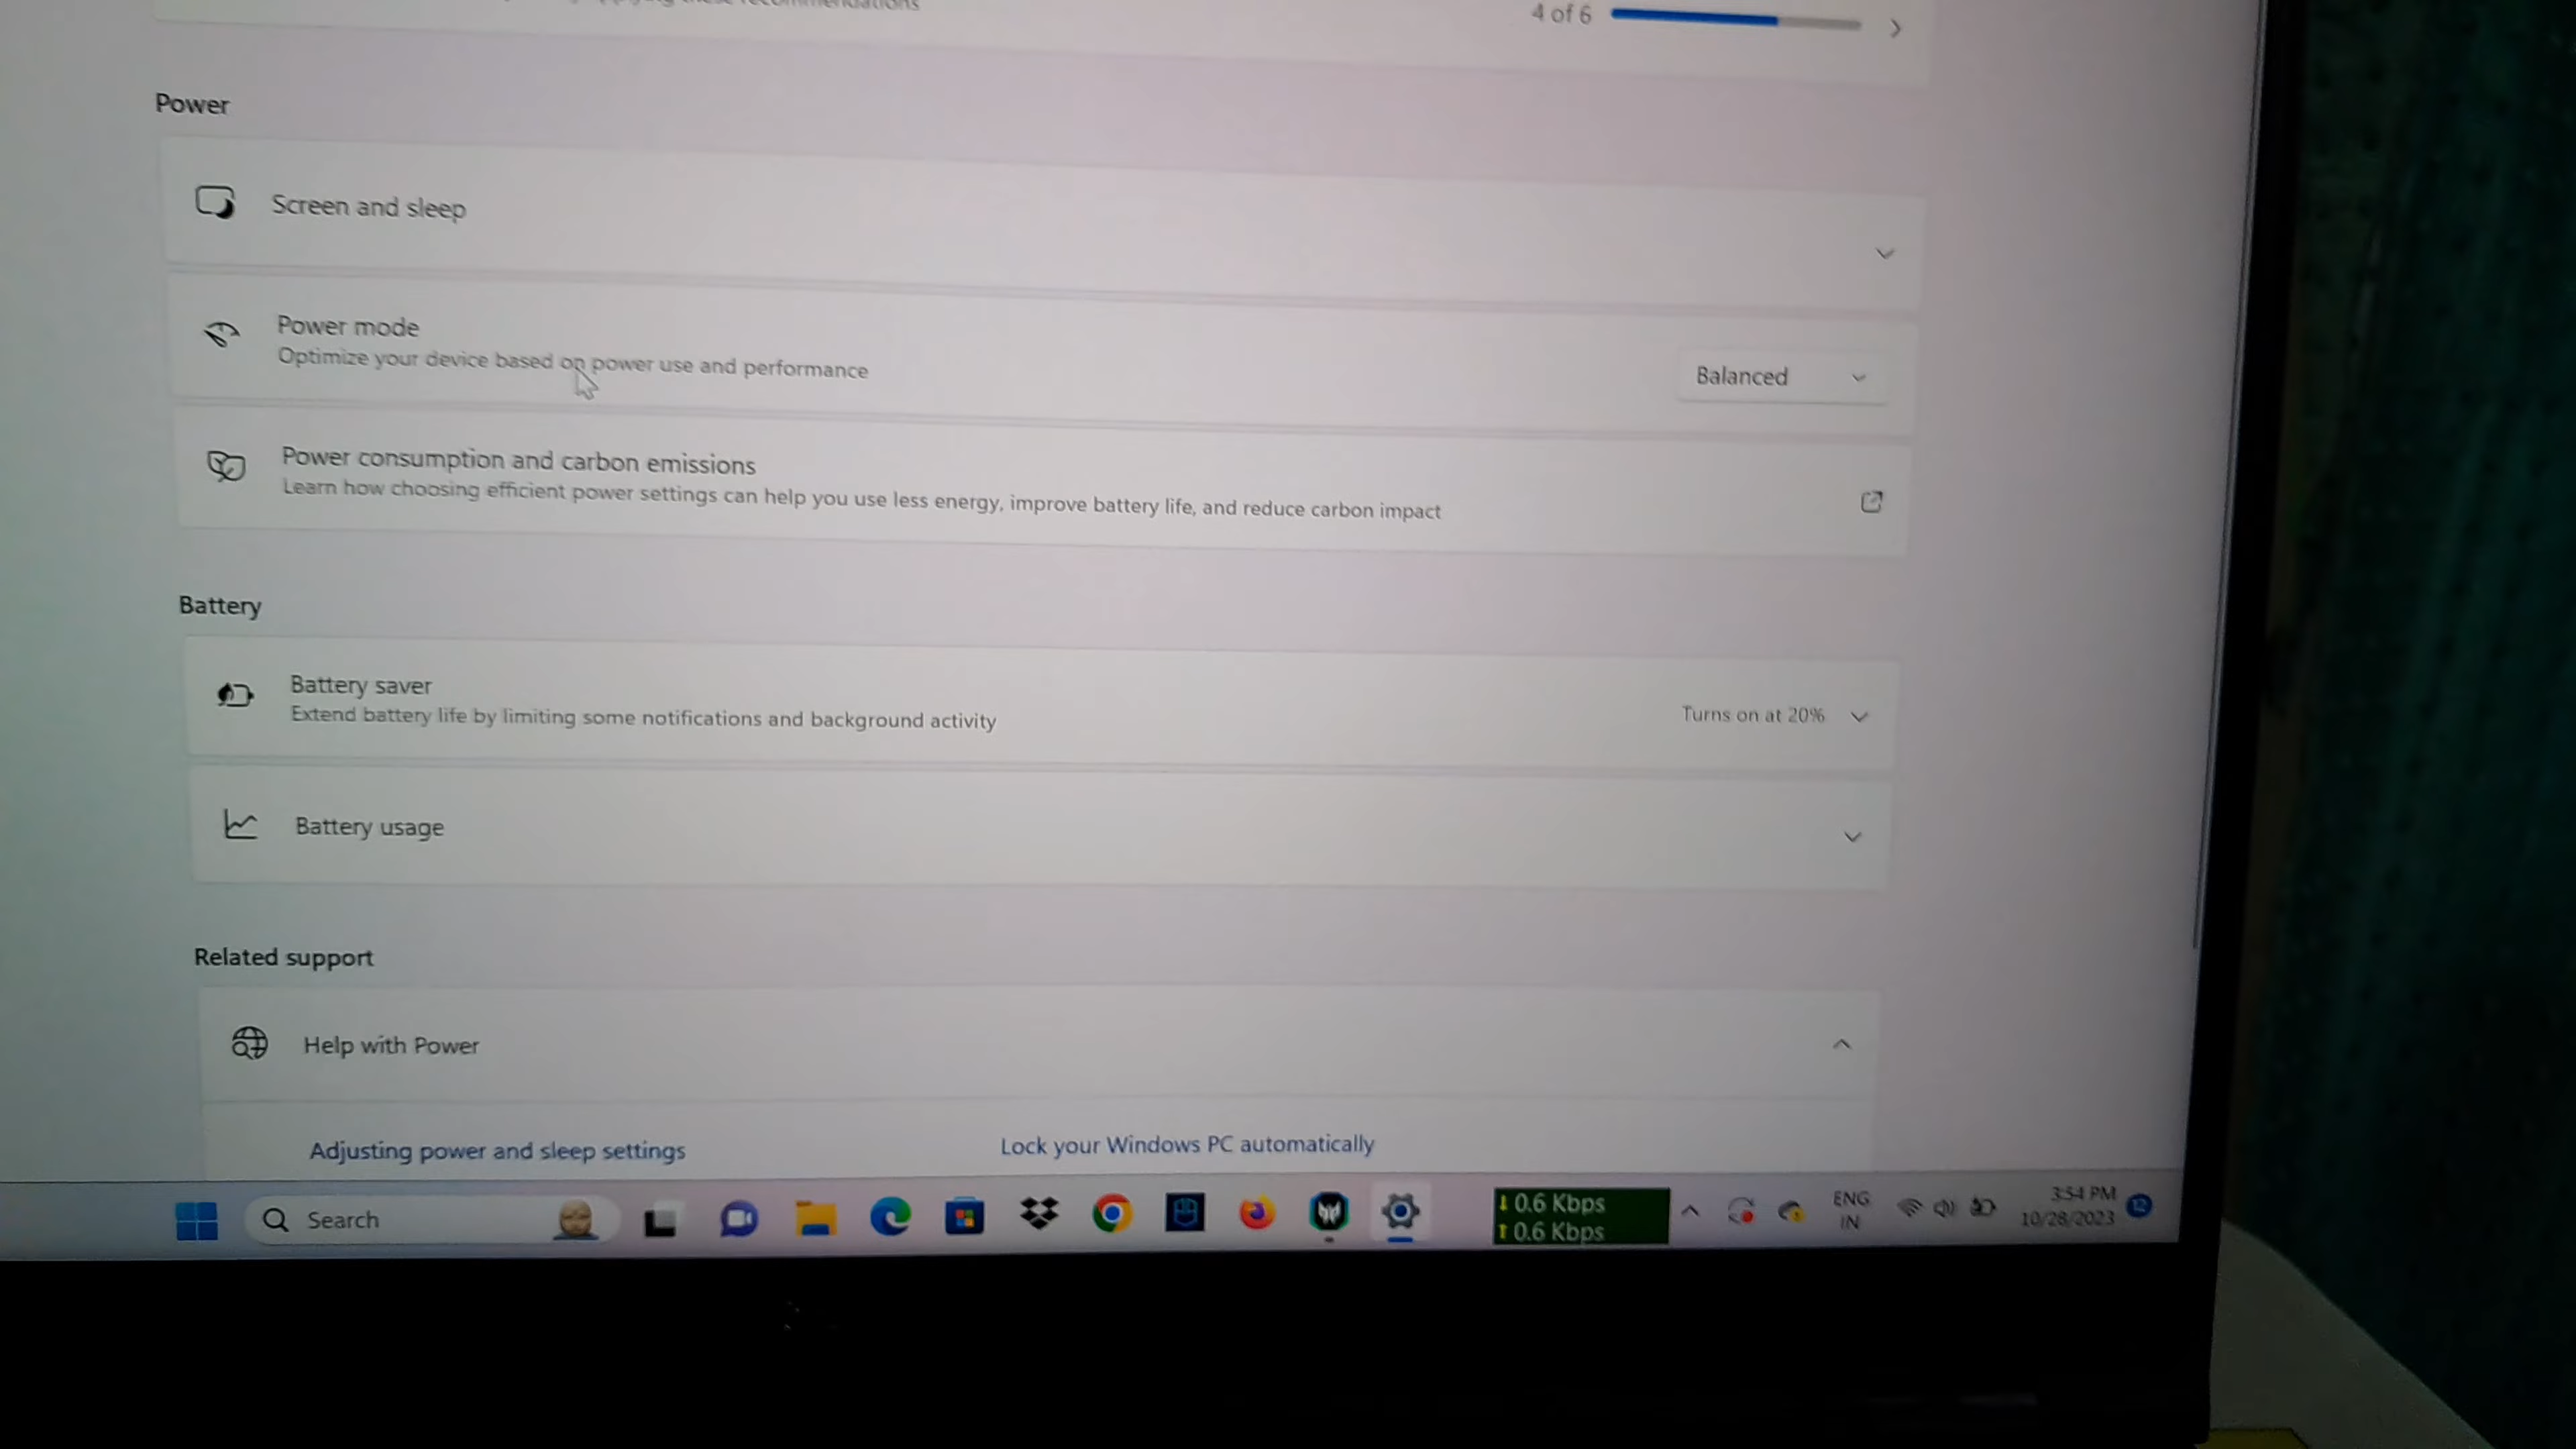 these recommendations
4 of 6
Power
Screen and sleep
Power mode
Optimize your device based on power use and performance
Balanced
Power consumption and carbon emissions
Learn how choosing efficient power settings can help you use less energy, improve battery life, and reduce carbon impact
Battery
Battery saver
Extend battery life by limiting some notifications and background activity
Turns on at 20%
Battery usage
Related support
Help with Power
Adjusting power and sleep settings
Lock your Windows PC automatically
Search
0.6 Kbps
0.6 Kbps
ENG
IN
3:54 PM
10/28/2023
12